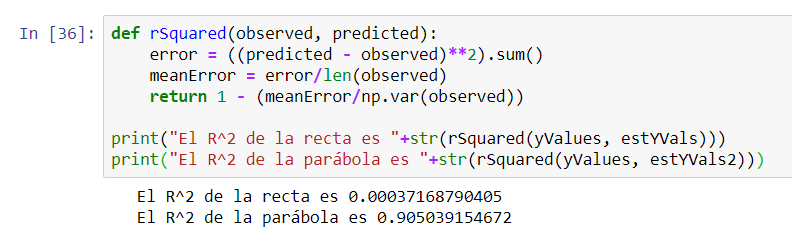 In [36]: def rSquared(observed, predicted):
    error = ((predicted - observed)**2).sum()
    meanError = error/len(observed)
    return 1 - (meanError/np.var(observed))

print("El R^2 de la recta es "+str(rSquared(yValues, estYVals)))
print("El R^2 de la parábola es "+str(rSquared(yValues, estYVals2)))
El R^2 de la recta es 0.00037168790405
El R^2 de la parábola es 0.905039154672